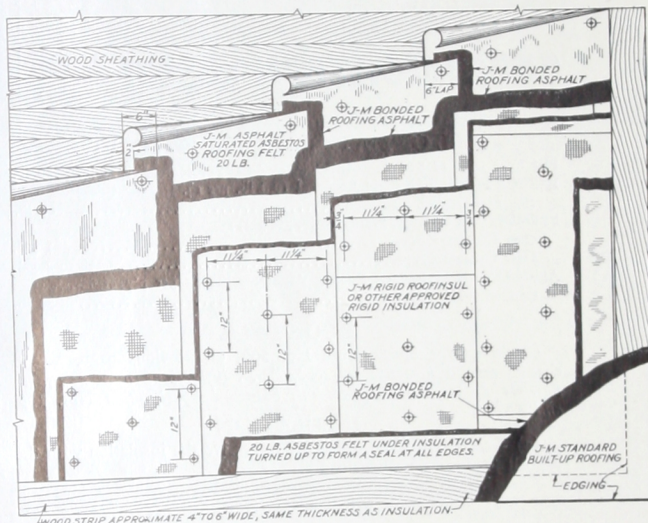 WOOD SHEATHING
J-M BONDED
ROOFING ASPHALT
6" LAP
6"
2"
J-M BONDED
ROOFING ASPHALT
J-M ASPHALT
SATURATED ASBESTOS
ROOFING FELT
20 LB.
11¼"
11¼"
11¼"
11¼"
J-M RIGID ROOFINSUL
OR OTHER APPROVED
RIGID INSULATION
12"
12"
12"
12"
J-M BONDED
ROOFING ASPHALT
20 LB. ASBESTOS FELT UNDER INSULATION
TURNED UP TO FORM A SEAL AT ALL EDGES.
J-M STANDARD
BUILT-UP ROOFING
EDGING
WOOD STRIP APPROXIMATE 4" TO 6" WIDE, SAME THICKNESS AS INSULATION.